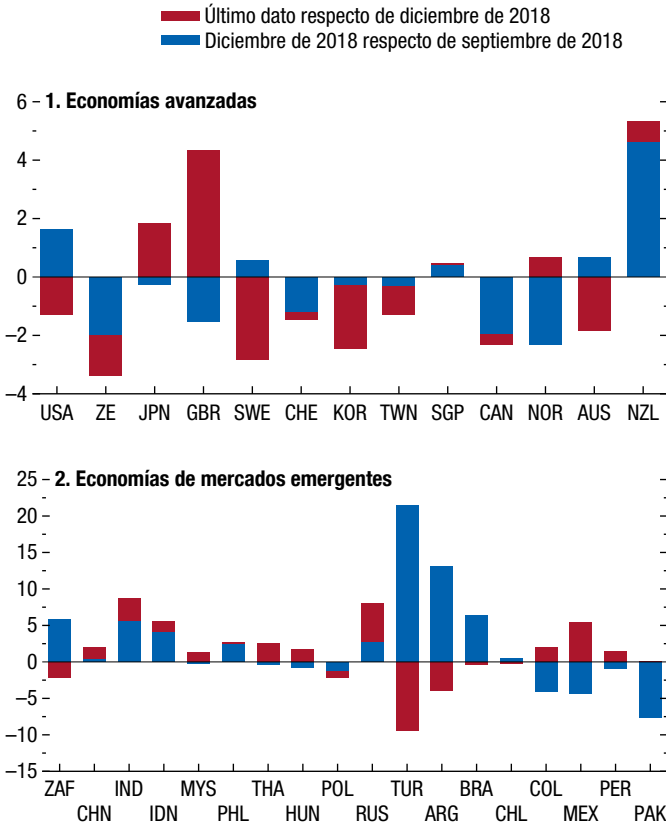 Último dato respecto de diciembre de 2018
Diciembre de 2018 respecto de septiembre de 2018
1. Economías avanzadas
6
4
2
0
–2
–4
USA ZE JPN GBR SWE CHE KOR TWN SGP CAN NOR AUS NZL
2. Economías de mercados emergentes
25
20
15
10
5
0
–5
–10
–15
ZAF IND MYS THA POL TUR BRA COL PER
CHN IDN PHL HUN RUS ARG CHL MEX PAK